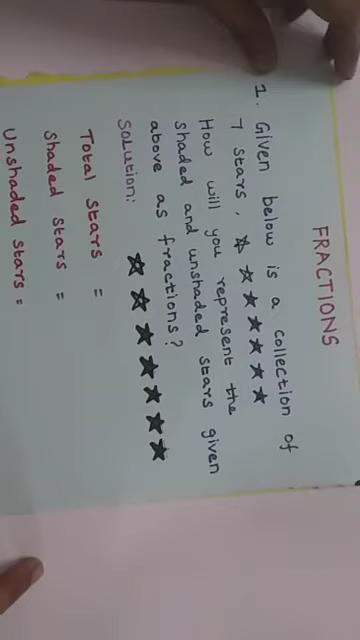 FRACTIONS
1. Given below is a collection of
7 stars. ☆ ★ ★ ★ ★ ★ ★
How will you represent the
shaded and unshaded stars given
above as fractions?
Solution: ☆ ☆ ★ ★ ★ ★ ★
Total stars =
Shaded stars =
Unshaded stars =